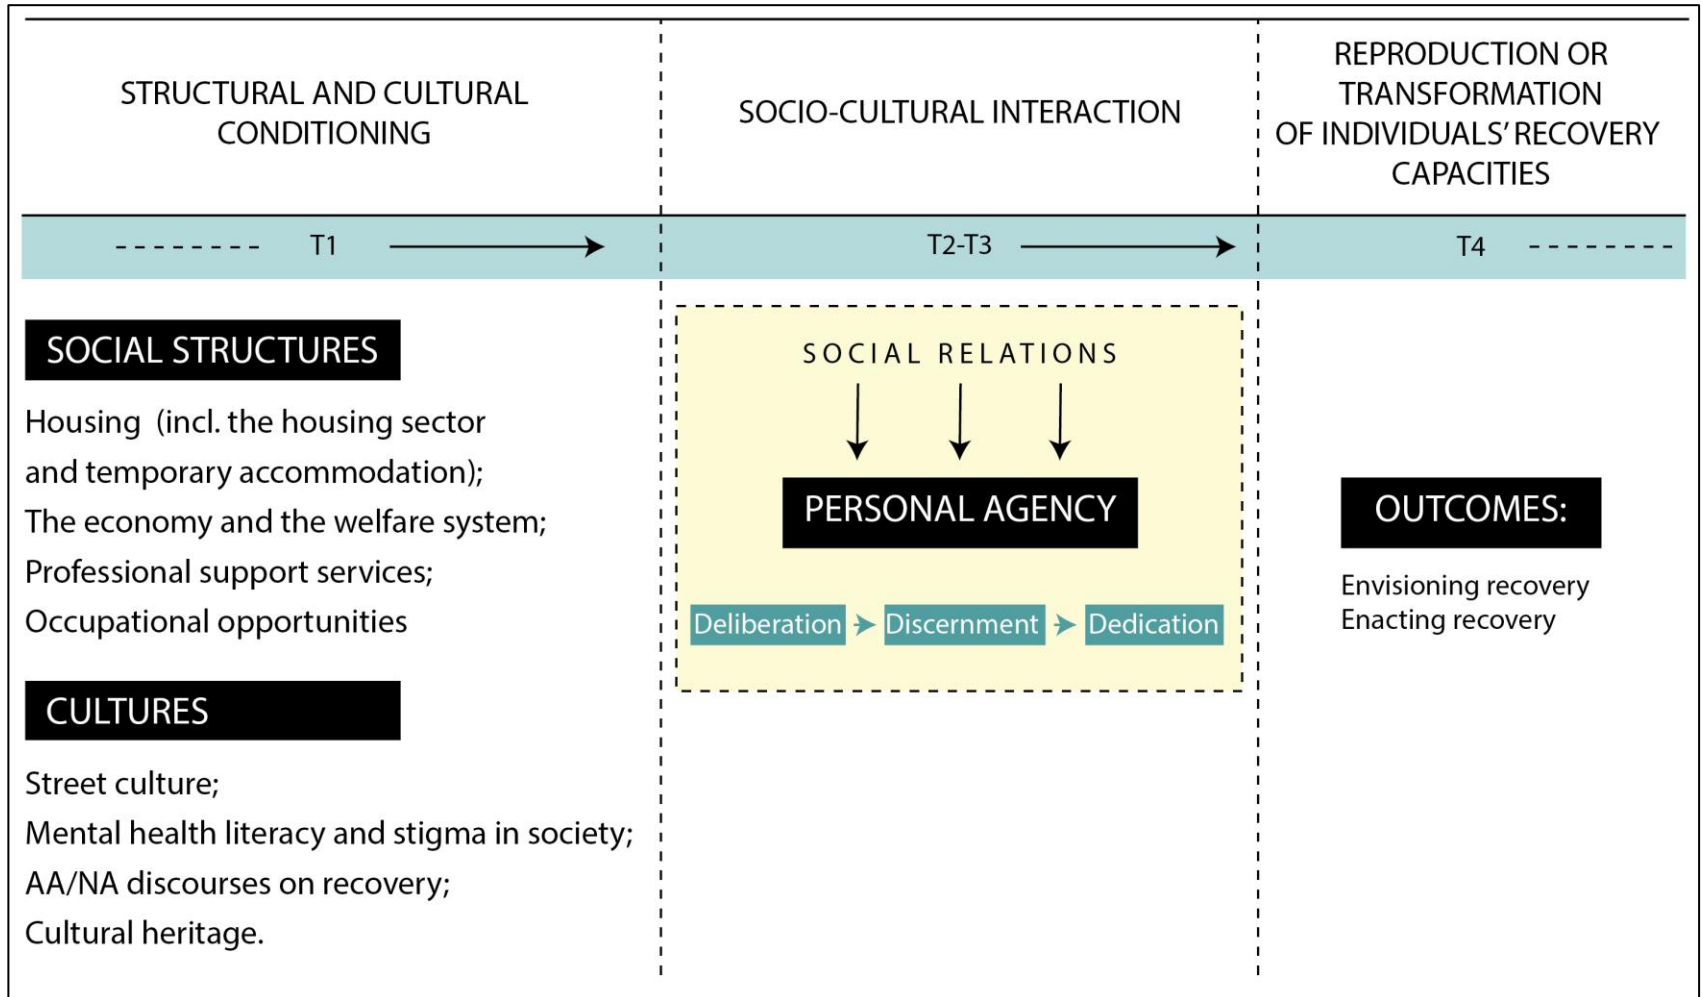 STRUCTURAL AND CULTURAL
CONDITIONING
SOCIO-CULTURAL INTERACTION
REPRODUCTION OR
TRANSFORMATION
OF INDIVIDUALS’ RECOVERY
CAPACITIES
T1
T2-T3
T4
SOCIAL STRUCTURES
Housing (incl. the housing sector
and temporary accommodation);
The economy and the welfare system;
Professional support services;
Occupational opportunities
CULTURES
Street culture;
Mental health literacy and stigma in society;
AA/NA discourses on recovery;
Cultural heritage.
SOCIAL RELATIONS
PERSONAL AGENCY
Deliberation
Discernment
Dedication
OUTCOMES:
Envisioning recovery
Enacting recovery